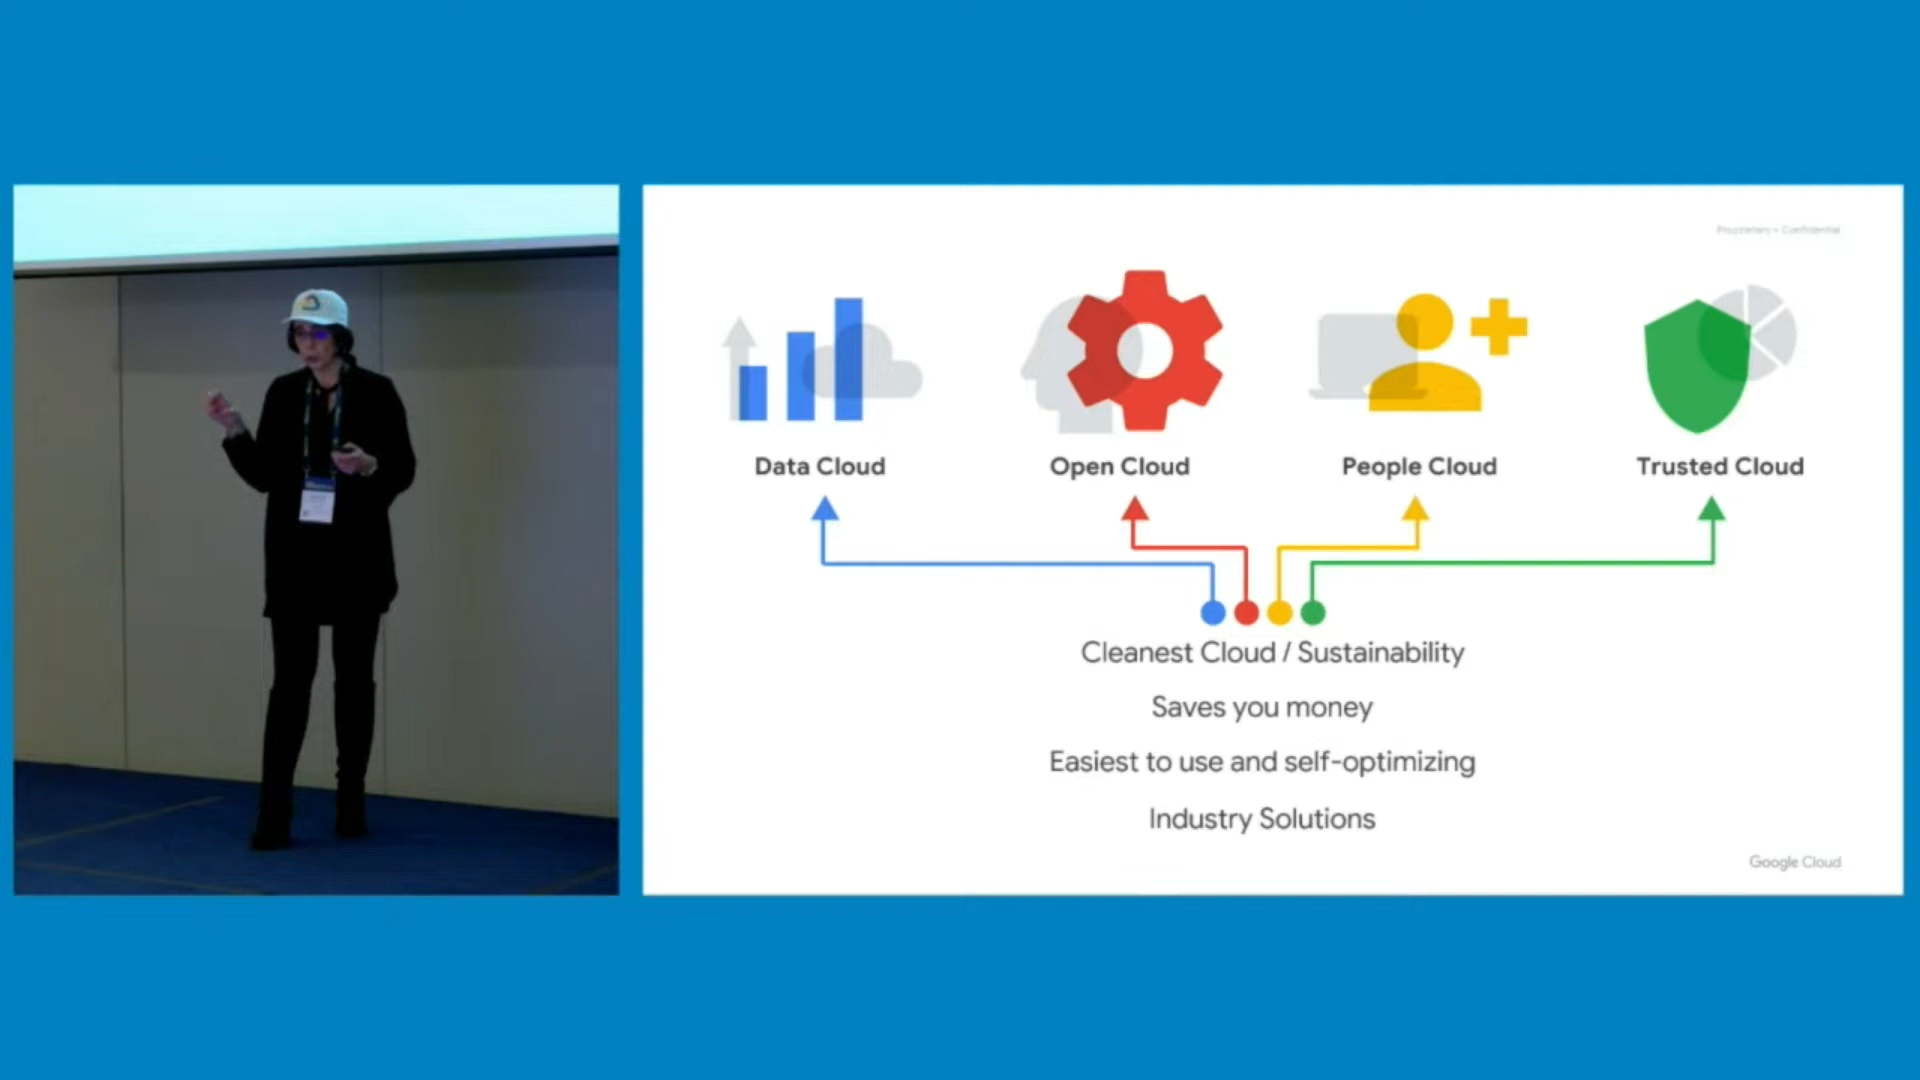 Proprietary + Confidential
Data Cloud
Open Cloud
People Cloud
Trusted Cloud
Cleanest Cloud / Sustainability
Saves you money
Easiest to use and self-optimizing
Industry Solutions
Google Cloud